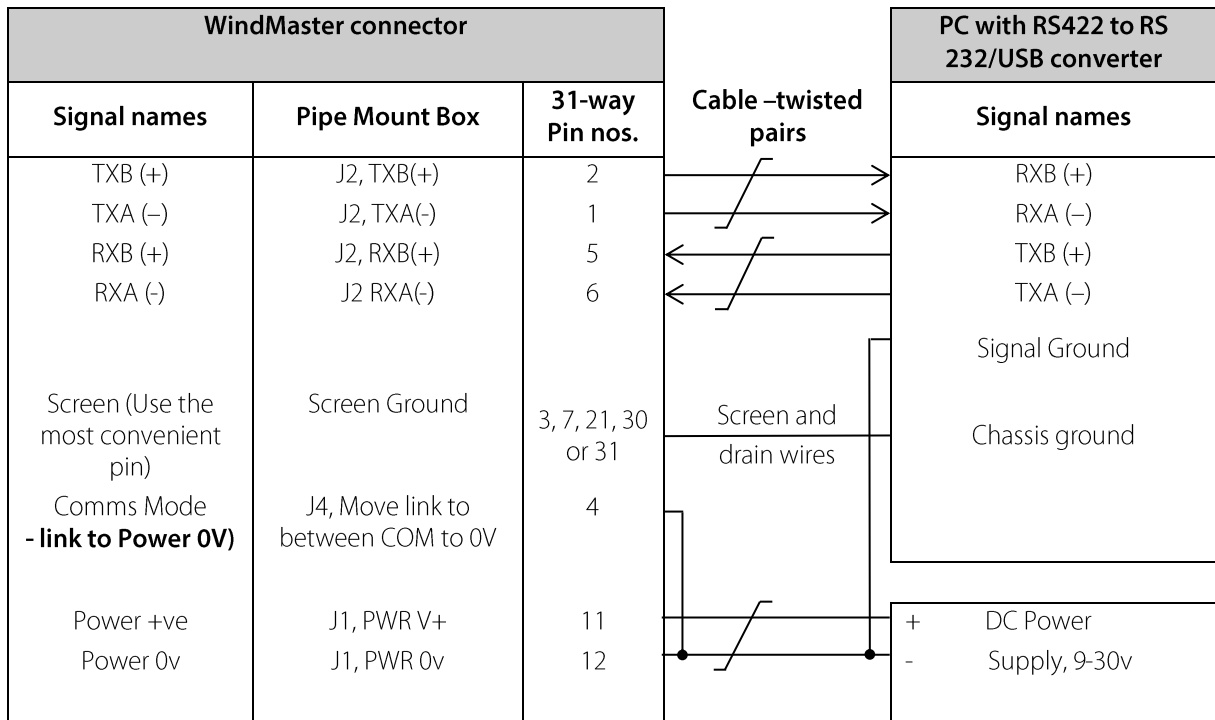 WindMaster connector
PC with RS422 to RS
232/USB converter
Signal names
Pipe Mount Box
31-way
Pin nos.
Cable –twisted
pairs
Signal names
TXB (+)
J2, TXB(+)
2
RXB (+)
TXA (–)
J2, TXA(-)
1
RXA (–)
RXB (+)
J2, RXB(+)
5
TXB (+)
RXA (-)
J2 RXA(-)
6
TXA (–)
Signal Ground
Screen (Use the
most convenient
pin)
Screen Ground
3, 7, 21, 30
or 31
Screen and
drain wires
Chassis ground
Comms Mode
- link to Power 0V)
J4, Move link to
between COM to 0V
4
Power +ve
J1, PWR V+
11
+ DC Power
Power 0v
J1, PWR 0v
12
- Supply, 9-30v